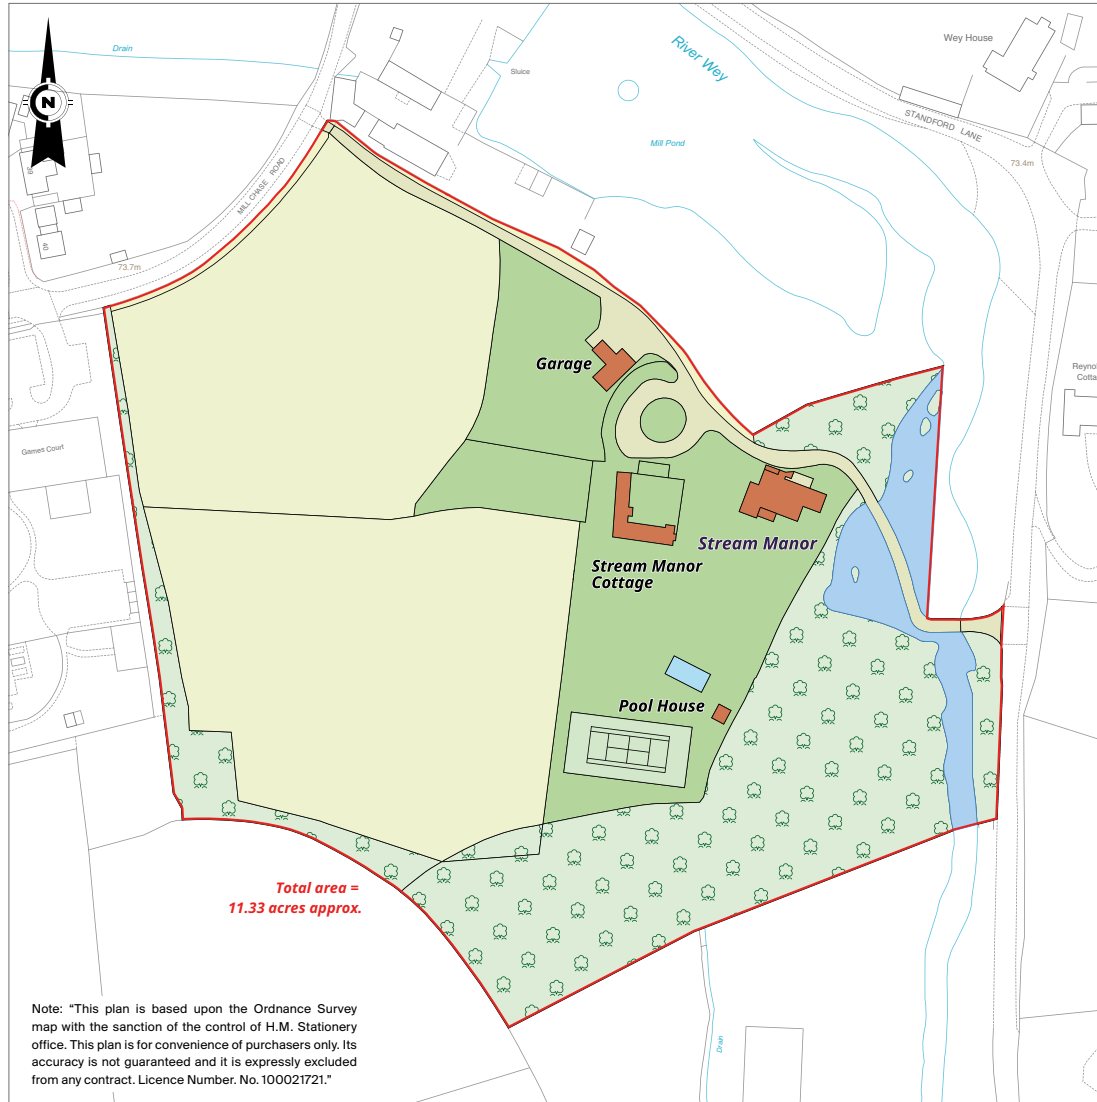 Drain
N
Sluice
River Wey
Wey House
STANDFORD LANE
Mill Pond
73.4m
39
40
MILL CHASE ROAD
73.7m
Garage
Games Court
Stream Manor
Stream Manor
Cottage
Pool House
Total area =
11.33 acres approx.
Drain
Note: “This plan is based upon the Ordnance Survey
map with the sanction of the control of H.M. Stationery
office. This plan is for convenience of purchasers only. Its
accuracy is not guaranteed and it is expressly excluded
from any contract. Licence Number. No. 100021721.”